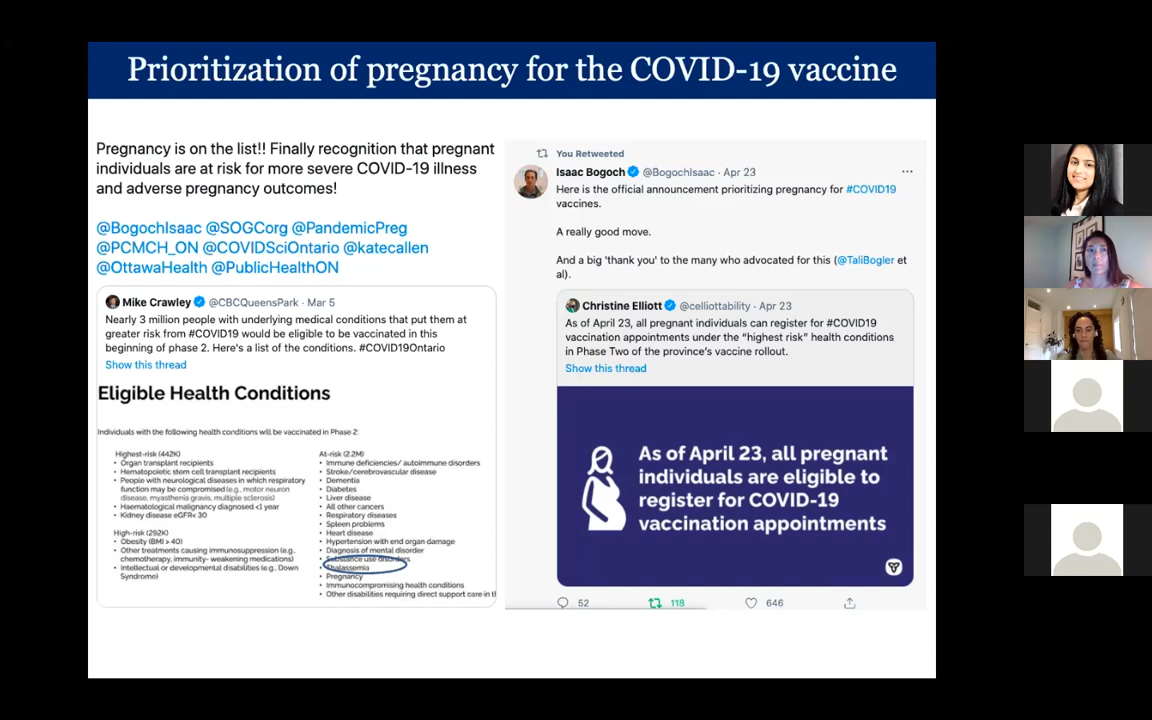 Prioritization of pregnancy for the COVID-19 vaccine
Pregnancy is on the list!! Finally recognition that pregnant
individuals are at risk for more severe COVID-19 illness
and adverse pregnancy outcomes!
@BogochIsaac @SOGCorg @PandemicPreg
@PCMCH_ON @COVIDSciOntario @katecallen
@OttawaHealth @PublicHealthON
Mike Crawley @CBCQueensPark · Mar 5
Nearly 3 million people with underlying medical conditions that put them at
greater risk from #COVID19 would be eligible to be vaccinated in this
beginning of phase 2. Here's a list of the conditions. #COVID19Ontario
Show this thread
Eligible Health Conditions
Individuals with the following health conditions will be vaccinated in Phase 2:
Highest-risk (442K)
• Organ transplant recipients
• Hematopoietic stem cell transplant recipients
• People with neurological diseases in which respiratory
function may be compromised (e.g., motor neuron
disease, myasthenia gravis, multiple sclerosis)
• Haematological malignancy diagnosed <1 year
• Kidney disease eGFR< 30
High-risk (292K)
• Obesity (BMI > 40)
• Other treatments causing immunosuppression (e.g.,
chemotherapy, immunity- weakening medications)
• Intellectual or developmental disabilities (e.g., Down
Syndrome)
At-risk (2.2M)
• Immune deficiencies/ autoimmune disorders
• Stroke/cerebrovascular disease
• Dementia
• Diabetes
• Liver disease
• All other cancers
• Respiratory diseases
• Spleen problems
• Heart disease
• Hypertension with end organ damage
• Diagnosis of mental disorder
• Substance use disorders
• Thalassemia
• Pregnancy
• Immunocompromising health conditions
• Other disabilities requiring direct support care in t
You Retweeted
Isaac Bogoch @BogochIsaac · Apr 23
Here is the official announcement prioritizing pregnancy for #COVID19
vaccines.
A really good move.
And a big 'thank you' to the many who advocated for this (@TaliBogler et
al).
Christine Elliott @celliottability · Apr 23
As of April 23, all pregnant individuals can register for #COVID19
vaccination appointments under the "highest risk" health conditions
in Phase Two of the province's vaccine rollout.
Show this thread
As of April 23, all pregnant
individuals are eligible to
register for COVID-19
vaccination appointments
52 118 646